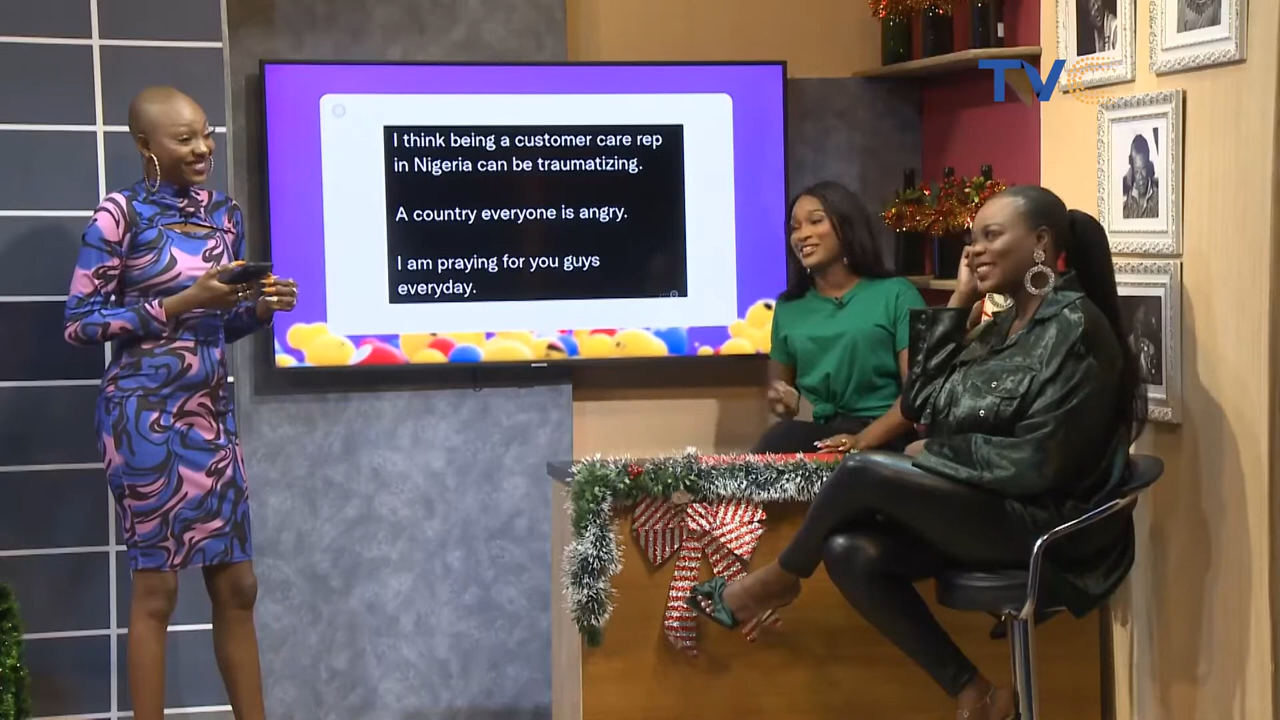 I think being a customer care rep
in Nigeria can be traumatizing.
A country everyone is angry.
I am praying for you guys
everyday.
TVC